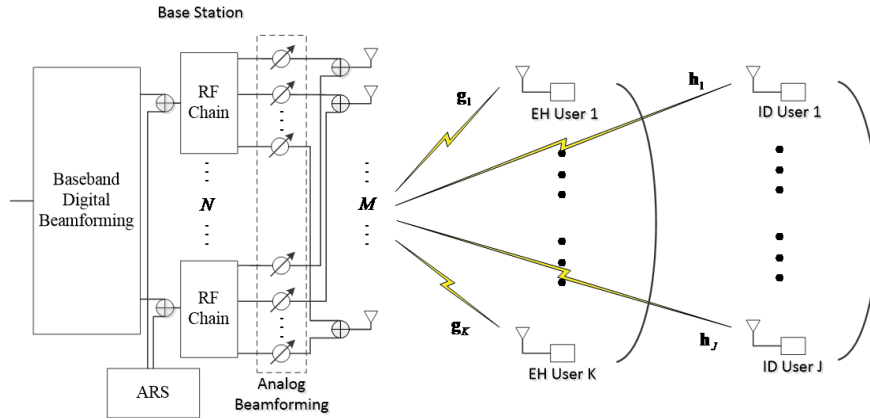 Base Station
Baseband
Digital
Beamforming
RF
Chain
N
RF
Chain
ARS
Analog
Beamforming
M
g1
gK
h1
hJ
EH User 1
EH User K
ID User 1
ID User J